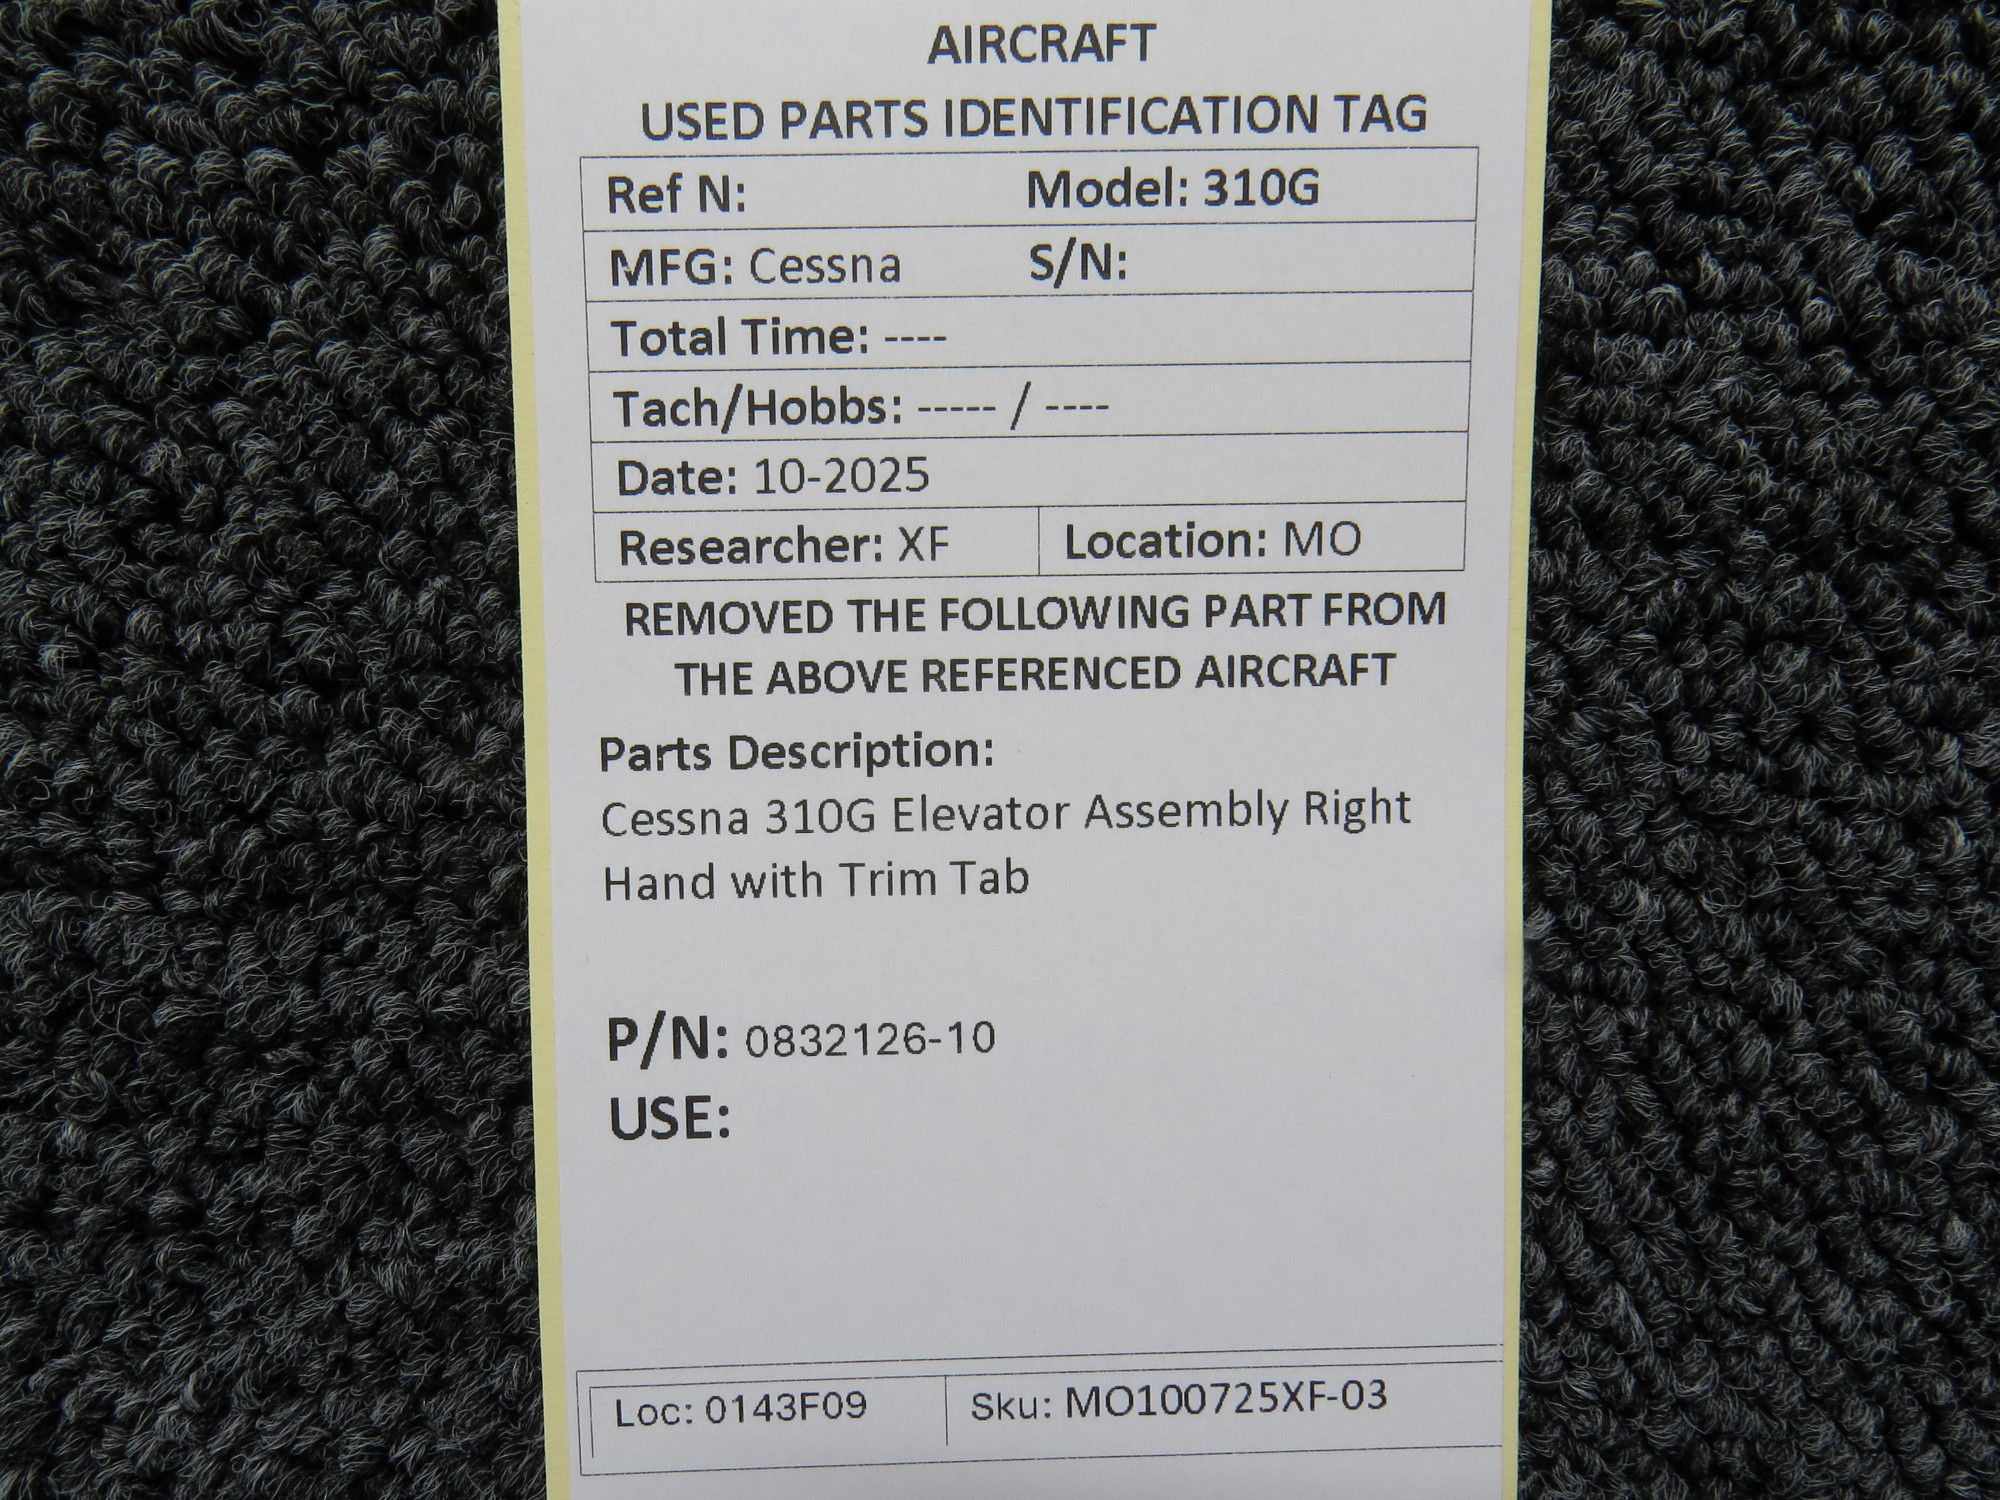 AIRCRAFT
USED PARTS IDENTIFICATION TAG
Ref N: Model: 310G
MFG: Cessna S/N:
Total Time: ----
Tach/Hobbs: ----- / ----
Date: 10-2025
Researcher: XF Location: MO
REMOVED THE FOLLOWING PART FROM
THE ABOVE REFERENCED AIRCRAFT
Parts Description:
Cessna 310G Elevator Assembly Right
Hand with Trim Tab
P/N: 0832126-10
USE:
Loc: 0143F09 Sku: MO100725XF-03